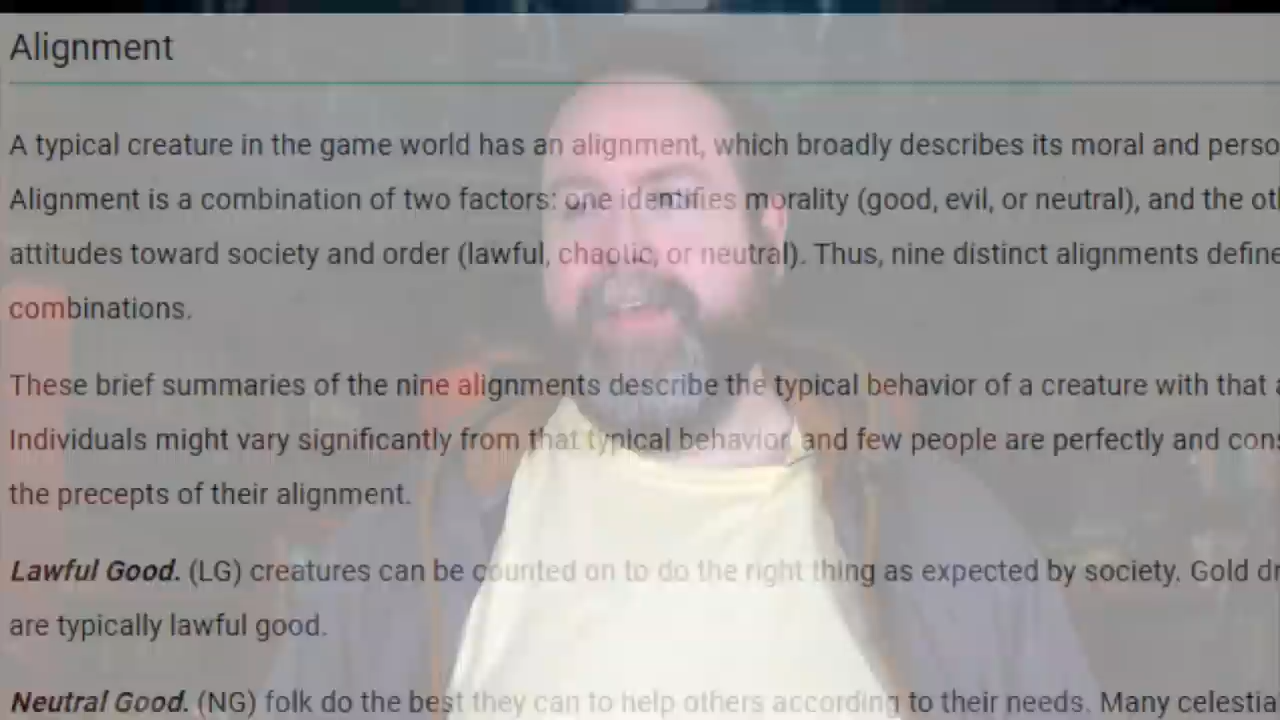 Alignment
A typical creature in the game world has an alignment, which broadly describes its moral and perso
Alignment is a combination of two factors: one identifies morality (good, evil, or neutral), and the ot
attitudes toward society and order (lawful, chaotic, or neutral). Thus, nine distinct alignments define
combinations.
These brief summaries of the nine alignments describe the typical behavior of a creature with that a
Individuals might vary significantly from that typical behavior, and few people are perfectly and cons
the precepts of their alignment.
Lawful Good. (LG) creatures can be counted on to do the right thing as expected by society. Gold dr
are typically lawful good.
Neutral Good. (NG) folk do the best they can to help others according to their needs. Many celestia